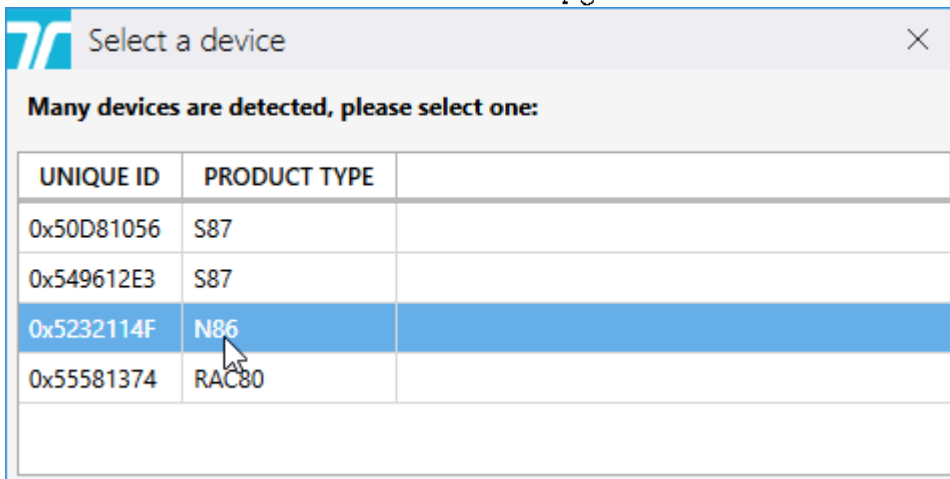 Select a device
Many devices are detected, please select one:
UNIQUE ID PRODUCT TYPE
0x50D81056 S87
0x549612E3 S87
0x5232114F N86
0x55581374 RAC80